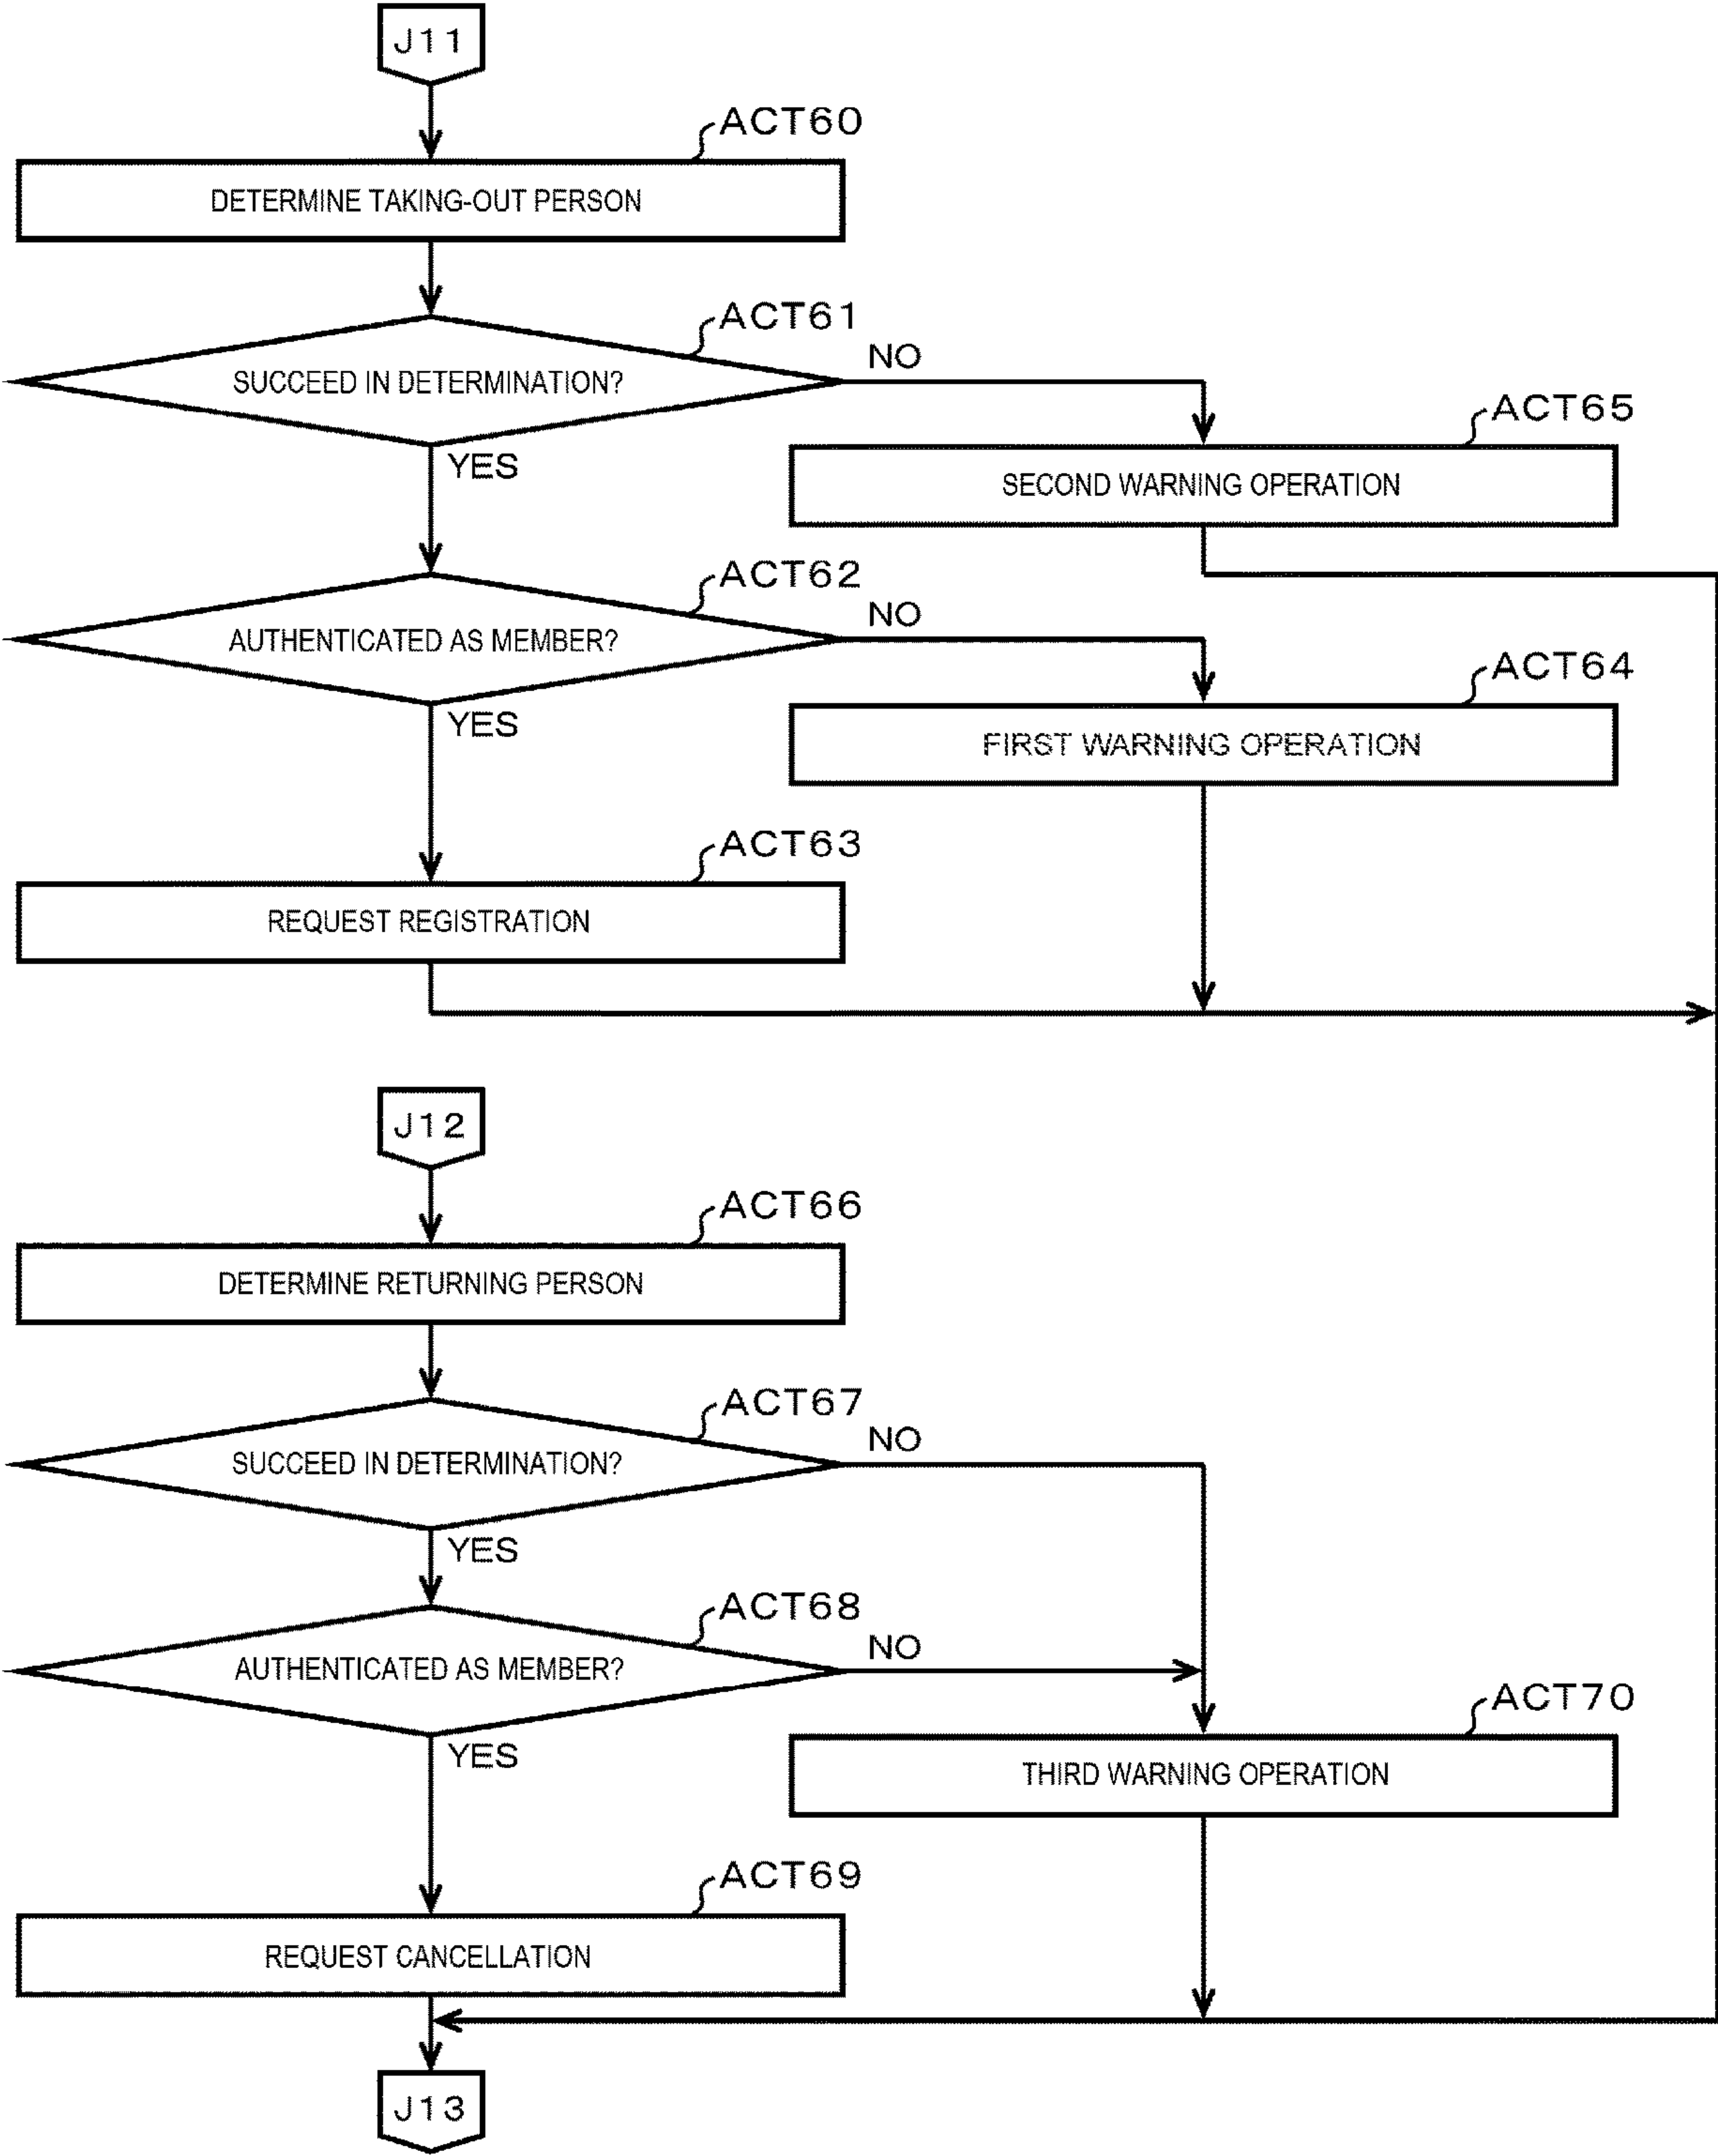 J11
ACT60
DETERMINE TAKING-OUT PERSON
ACT61
SUCCEED IN DETERMINATION?
NO
YES
ACT65
SECOND WARNING OPERATION
ACT62
AUTHENTICATED AS MEMBER?
NO
YES
ACT64
FIRST WARNING OPERATION
ACT63
REQUEST REGISTRATION
J12
ACT66
DETERMINE RETURNING PERSON
ACT67
SUCCEED IN DETERMINATION?
NO
YES
ACT68
AUTHENTICATED AS MEMBER?
NO
YES
ACT70
THIRD WARNING OPERATION
ACT69
REQUEST CANCELLATION
J13